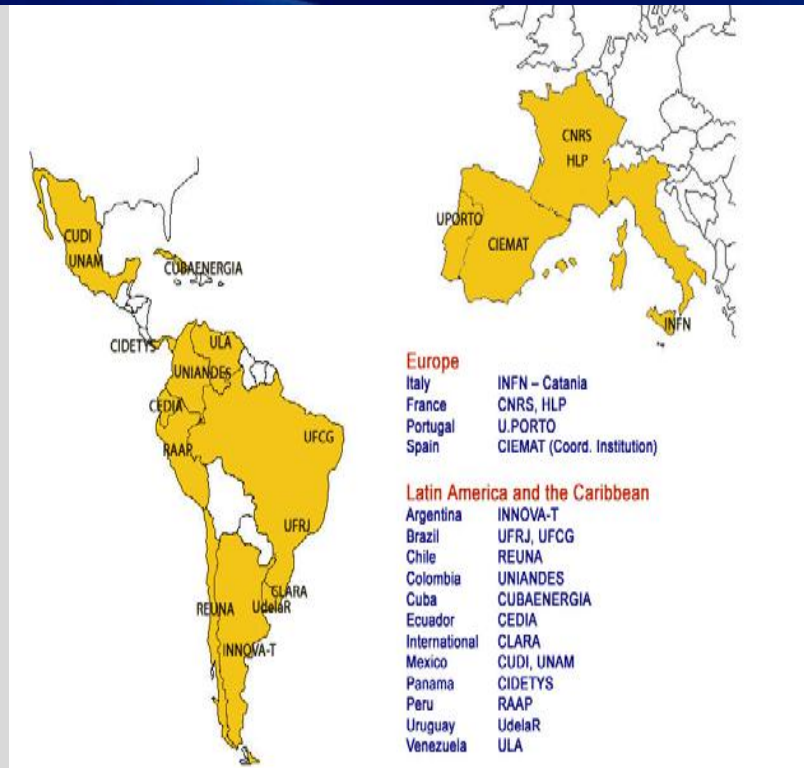 CNRS
HLP
UPORTO
CIEMAT
INFN
CUDI
UNAM
CUBAENERGIA
CIDETYS
ULA
UNIANDES
CEDIA
RAAP
UFCG
UFRJ
CLARA
REUNA
UdelaR
INNOVA-T
Europe
Italy INFN – Catania
France CNRS, HLP
Portugal U.PORTO
Spain CIEMAT (Coord. Institution)
Latin America and the Caribbean
Argentina INNOVA-T
Brazil UFRJ, UFCG
Chile REUNA
Colombia UNIANDES
Cuba CUBAENERGIA
Ecuador CEDIA
International CLARA
Mexico CUDI, UNAM
Panama CIDETYS
Peru RAAP
Uruguay UdelaR
Venezuela ULA